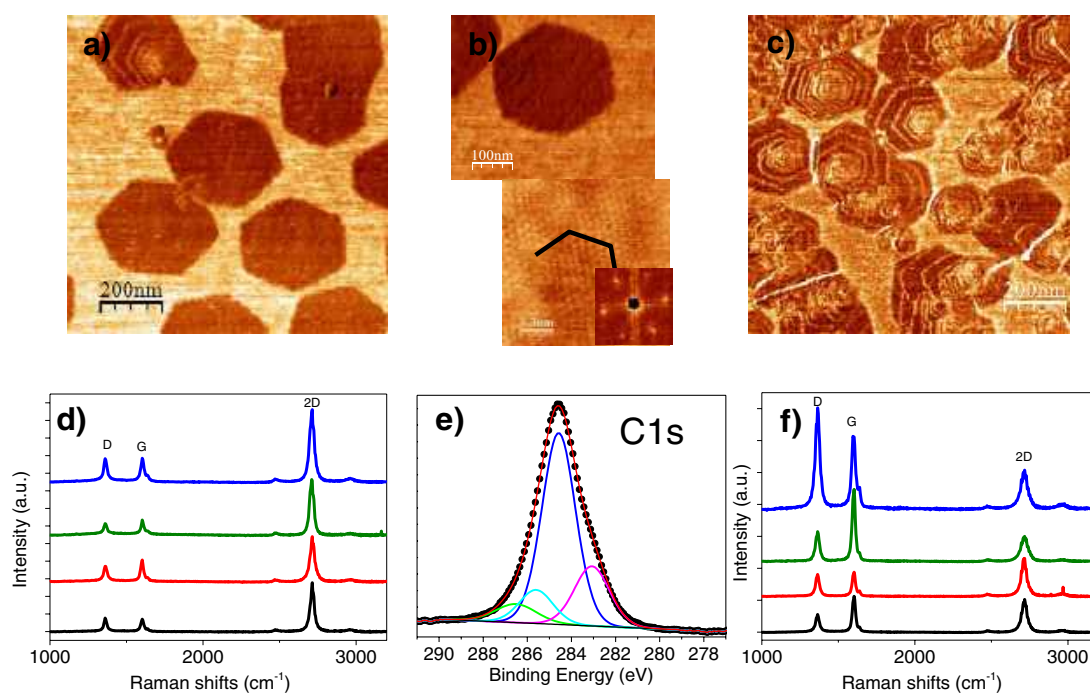 a)
200nm
b)
100nm
c)
200nm
d)
D
G
2D
Intensity (a.u.)
1000
2000
3000
Raman shifts (cm⁻¹)
e)
C1s
290
288
286
284
282
280
278
Binding Energy (eV)
f)
D
G
2D
Intensity (a.u.)
1000
2000
3000
Raman shifts (cm⁻¹)